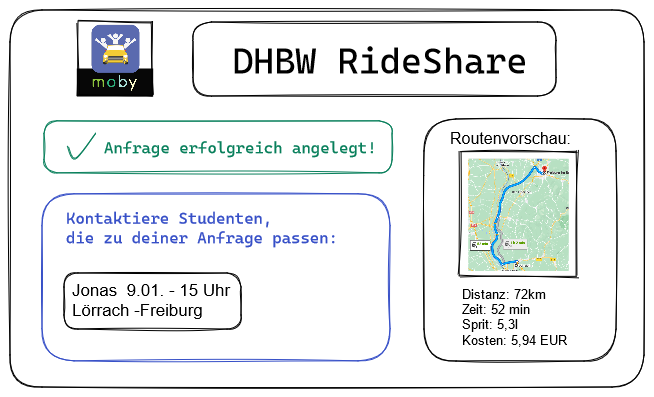 moby
DHBW RideShare
Anfrage erfolgreich angelegt!
Kontaktiere Studenten,
die zu deiner Anfrage passen:
Jonas 9.01. - 15 Uhr
Lörrach -Freiburg
Routenvorschau:
Distanz: 72km
Zeit: 52 min
Sprit: 5,3l
Kosten: 5,94 EUR